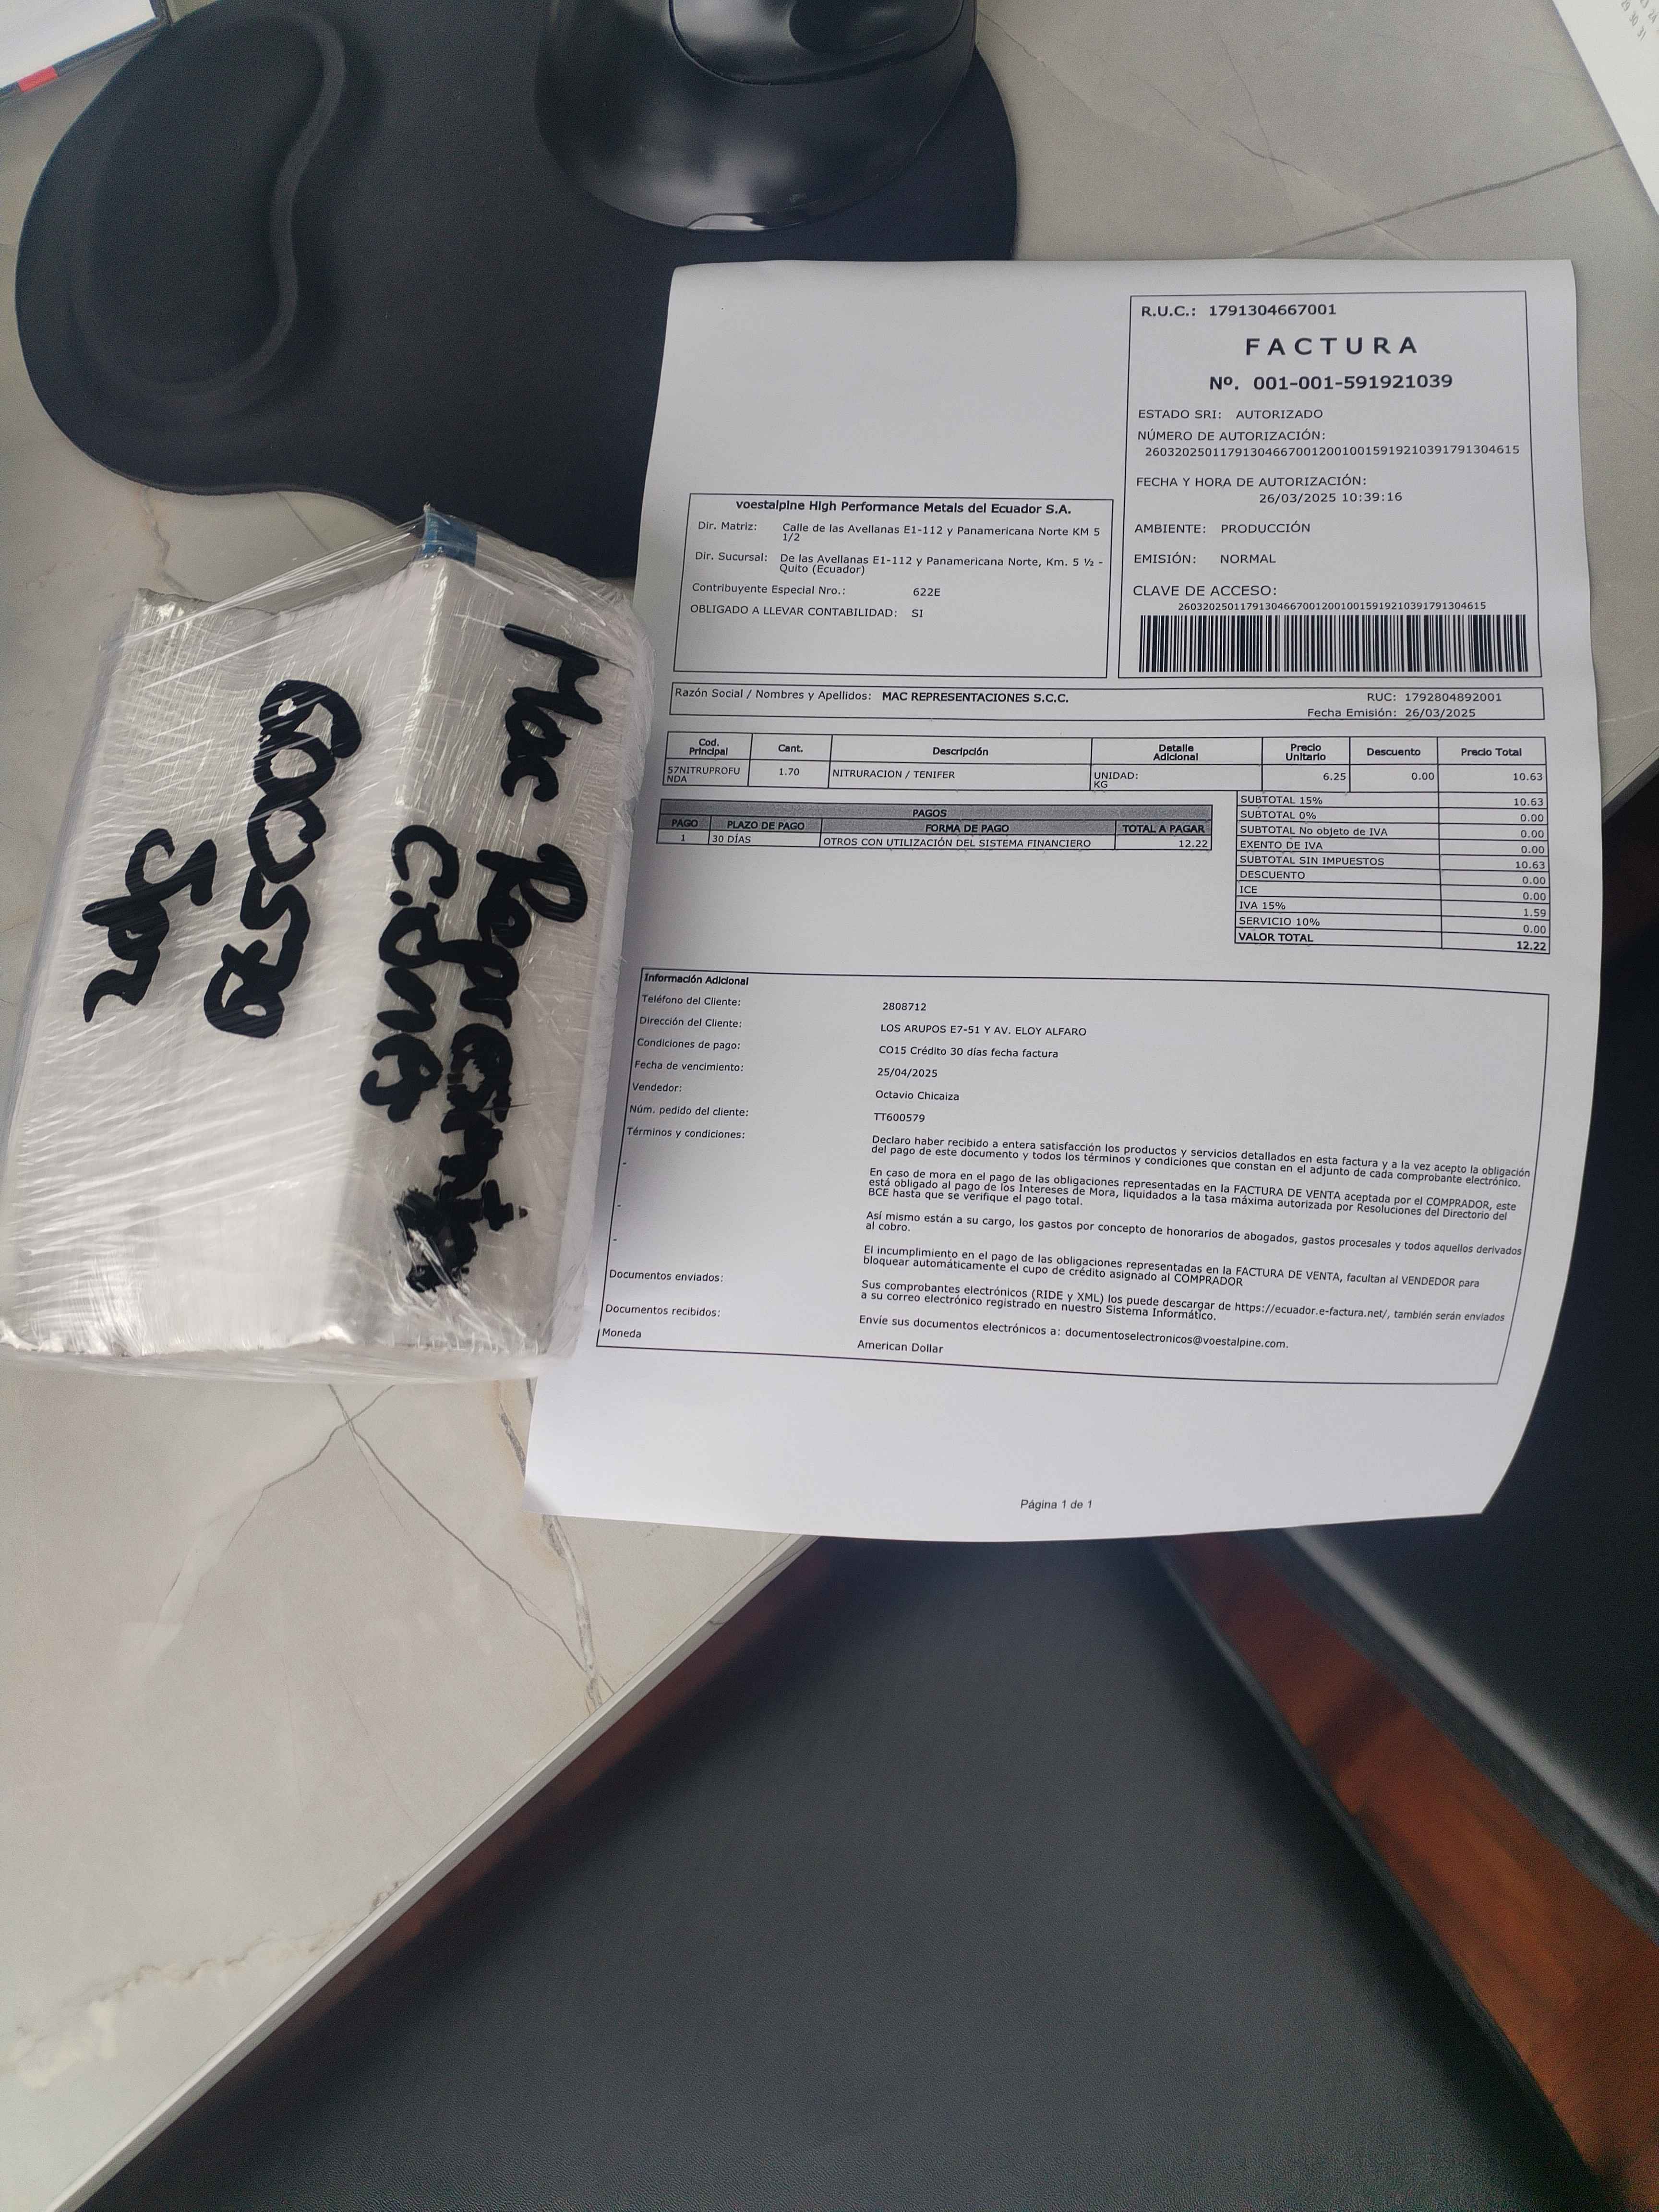 R.U.C.: 1791304667001
FACTURA
Nº. 001-001-591921039
ESTADO SRI: AUTORIZADO
NÚMERO DE AUTORIZACIÓN:
2603202501179130466700120010015919210391791304615
FECHA Y HORA DE AUTORIZACIÓN:
26/03/2025 10:39:16
AMBIENTE: PRODUCCIÓN
EMISIÓN: NORMAL
CLAVE DE ACCESO:
2603202501179130466700120010015919210391791304615
voestalpine High Performance Metals del Ecuador S.A.
Dir. Matriz: Calle de las Avellanas E1-112 y Panamericana Norte KM 5
1/2
Dir. Sucursal: De las Avellanas E1-112 y Panamericana Norte, Km. 5 ½ -
Quito (Ecuador)
Contribuyente Especial Nro.: 622E
OBLIGADO A LLEVAR CONTABILIDAD: SI
Razón Social / Nombres y Apellidos: MAC REPRESENTACIONES S.C.C. RUC: 1792804892001
Fecha Emisión: 26/03/2025
Cod. Principal Cant. Descripción Detalle Adicional Precio Unitario Descuento Precio Total
57NITRUPROFU
NDA 1.70 NITRURACION / TENIFER UNIDAD:
KG 6.25 0.00 10.63
SUBTOTAL 15% 10.63
SUBTOTAL 0% 0.00
SUBTOTAL No objeto de IVA 0.00
EXENTO DE IVA 0.00
SUBTOTAL SIN IMPUESTOS 10.63
DESCUENTO 0.00
ICE 0.00
IVA 15% 1.59
SERVICIO 10% 0.00
VALOR TOTAL 12.22
PAGOS
PAGO PLAZO DE PAGO FORMA DE PAGO TOTAL A PAGAR
1 30 DÍAS OTROS CON UTILIZACIÓN DEL SISTEMA FINANCIERO 12.22
Información Adicional
Teléfono del Cliente: 2808712
Dirección del Cliente: LOS ARUPOS E7-51 Y AV. ELOY ALFARO
Condiciones de pago: CO15 Crédito 30 días fecha factura
Fecha de vencimiento: 25/04/2025
Vendedor: Octavio Chicaiza
Núm. pedido del cliente: TT600579
Términos y condiciones: Declaro haber recibido a entera satisfacción los productos y servicios detallados en esta factura y a la vez acepto la obligación
del pago de este documento y todos los términos y condiciones que constan en el adjunto de cada comprobante electrónico.
- En caso de mora en el pago de las obligaciones representadas en la FACTURA DE VENTA aceptada por el COMPRADOR, este
está obligado al pago de los Intereses de Mora, liquidados a la tasa máxima autorizada por Resoluciones del Directorio del
BCE hasta que se verifique el pago total.
- Así mismo están a su cargo, los gastos por concepto de honorarios de abogados, gastos procesales y todos aquellos derivados
al cobro.
- El incumplimiento en el pago de las obligaciones representadas en la FACTURA DE VENTA, facultan al VENDEDOR para
bloquear automáticamente el cupo de crédito asignado al COMPRADOR
Documentos enviados: Sus comprobantes electrónicos (RIDE y XML) los puede descargar de https://ecuador.e-factura.net/, también serán enviados
a su correo electrónico registrado en nuestro Sistema Informático.
Documentos recibidos: Envíe sus documentos electrónicos a: documentoselectronicos@voestalpine.com.
Moneda American Dollar
Página 1 de 1
Mac
600579